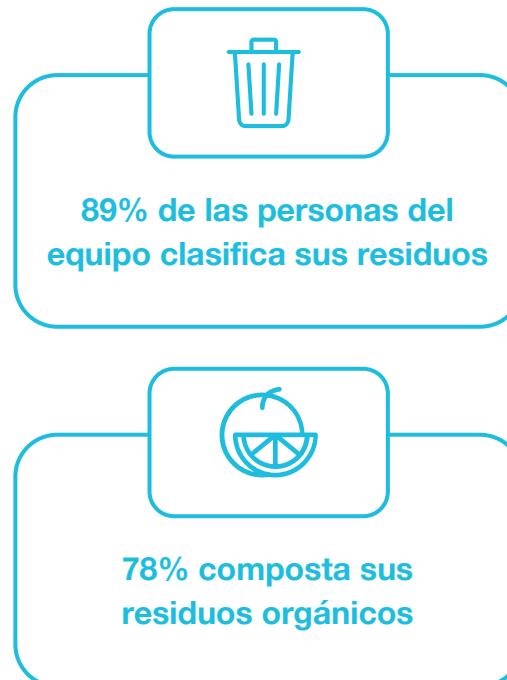 89% de las personas del
equipo clasifica sus residuos
78% composta sus
residuos orgánicos